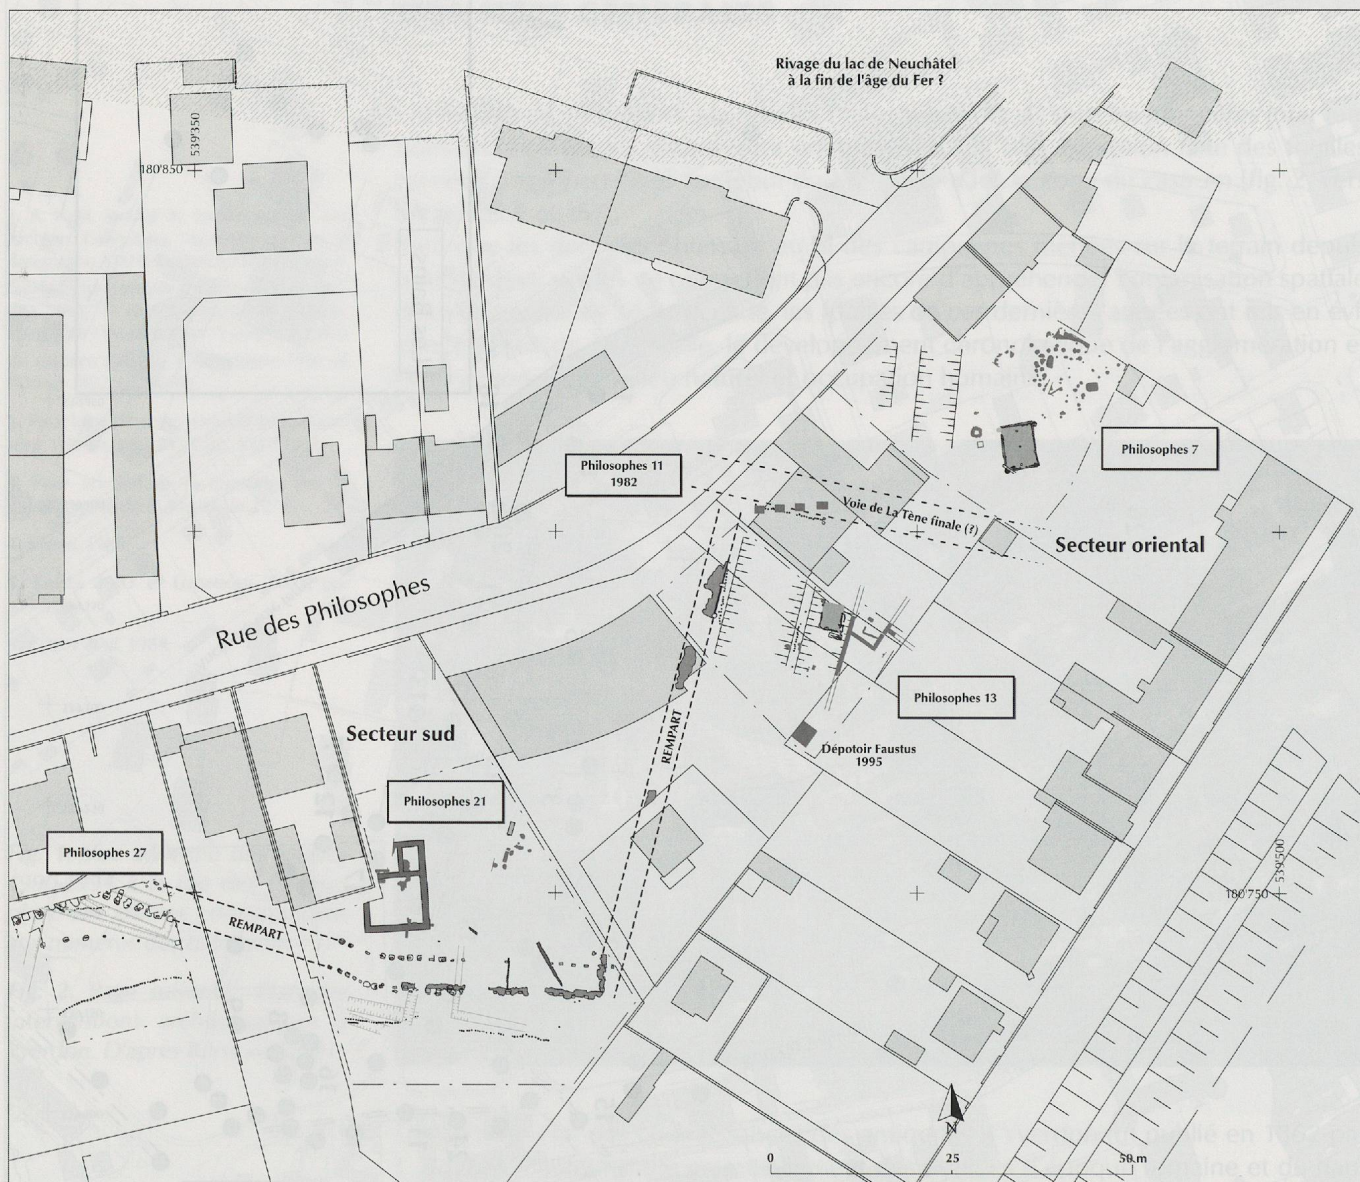 Rivage du lac de Neuchâtel
à la fin de l'âge du Fer ?
539'350
180'850
Philosophes 11
1982
Philosophes 7
Voie de La Tène finale (?)
Secteur oriental
Rue des Philosophes
Philosophes 13
REMPART
Secteur sud
Dépotoir Faustus
1995
Philosophes 21
Philosophes 27
539'500
180'750
REMPART
N
0 25 50 m